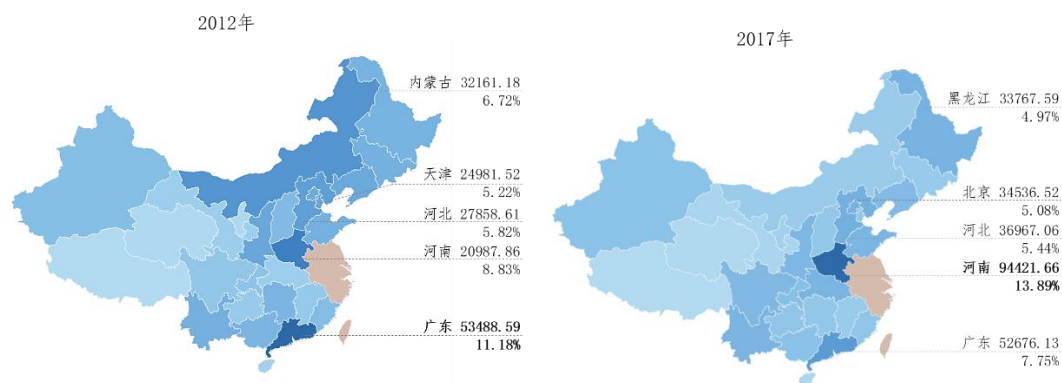 2012年
内蒙古 32161.18
6.72%
天津 24981.52
5.22%
河北 27858.61
5.82%
河南 20987.86
8.83%
广东 53488.59
11.18%
2017年
黑龙江 33767.59
4.97%
北京 34536.52
5.08%
河北 36967.06
5.44%
河南 94421.66
13.89%
广东 52676.13
7.75%